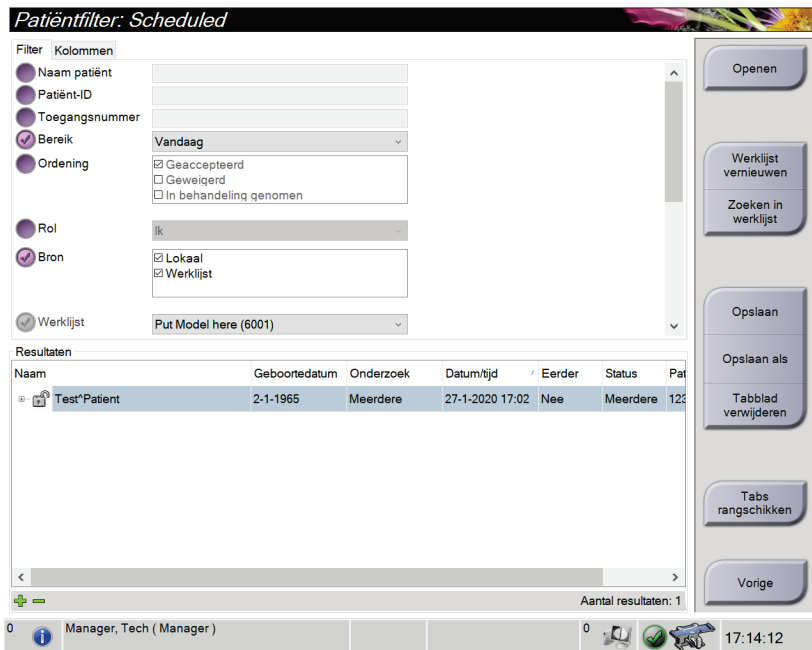 Patiëntfilter: Scheduled
Filter Kolommen
Naam patiënt
Patiënt-ID
Toegangsnummer
Bereik Vandaag
Ordening Geaccepteerd
Geweigerd
In behandeling genomen
Rol Ik
Bron Lokaal
Werklijst
Werklijst Put Model here (6001)
Openen
Werklijst
vernieuwen
Zoeken in
werklijst
Opslaan
Opslaan als
Tabblad
verwijderen
Tabs
rangschikken
Vorige
Resultaten
Naam Geboortedatum Onderzoek Datum/tijd Eerder Status Pat
Test^Patient 2-1-1965 Meerdere 27-1-2020 17:02 Nee Meerdere 123
Aantal resultaten: 1
0 Manager, Tech ( Manager ) 0 17:14:12